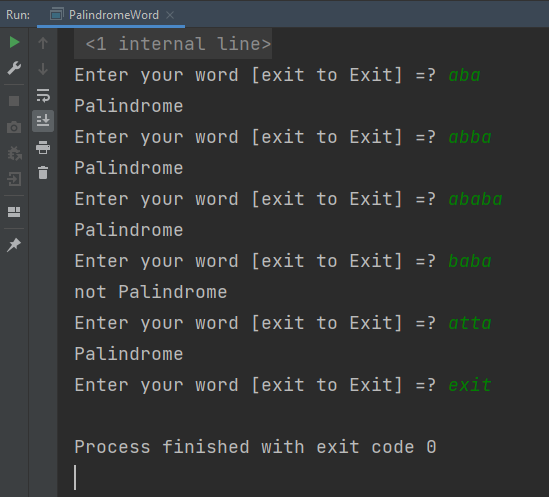 Run: PalindromeWord ×
<1 internal line>
Enter your word [exit to Exit] =? aba
Palindrome
Enter your word [exit to Exit] =? abba
Palindrome
Enter your word [exit to Exit] =? ababa
Palindrome
Enter your word [exit to Exit] =? baba
not Palindrome
Enter your word [exit to Exit] =? atta
Palindrome
Enter your word [exit to Exit] =? exit
Process finished with exit code 0